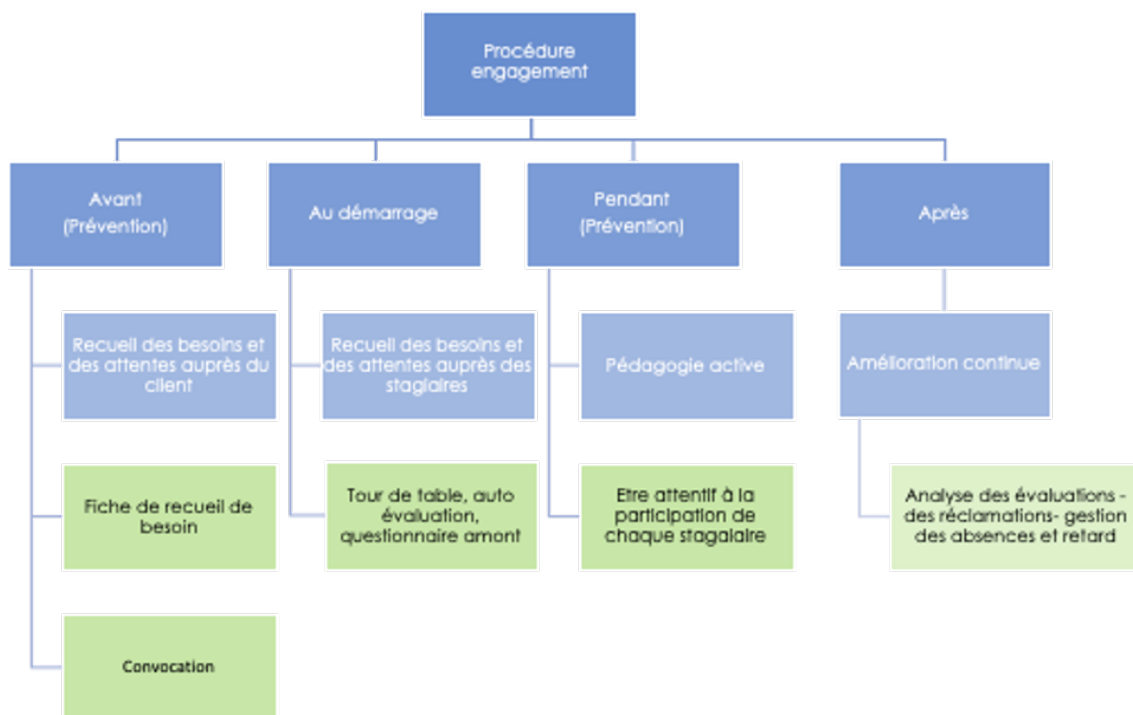 Procédure
engagement
Avant
(Prévention)
Au démarrage
Pendant
(Prévention)
Après
Recueil des besoins et
des attentes auprès du
client
Recueil des besoins et
des attentes auprès des
stagiaires
Pédagogie active
Amélioration continue
Fiche de recueil de
besoin
Tour de table, auto
évaluation,
questionnaire amont
Etre attentif à la
participation de
chaque stagalaire
Analyse des évaluations -
des réclamations- gestion
des absences et retard
Convocation